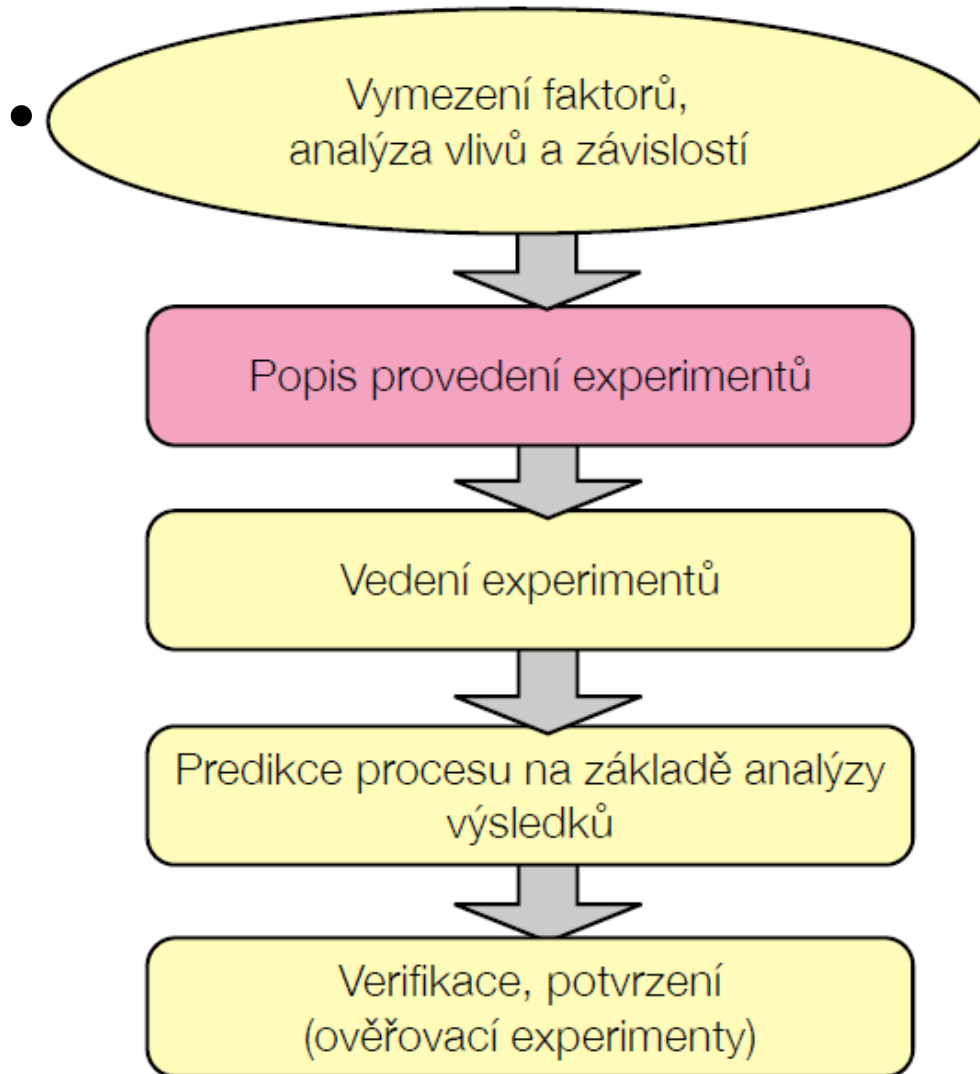 Vymezení faktorů,
analýza vlivů a závislostí
Popis provedení experimentů
Vedení experimentů
Predikce procesu na základě analýzy
výsledků
Verifikace, potvrzení
(ověřovací experimenty)